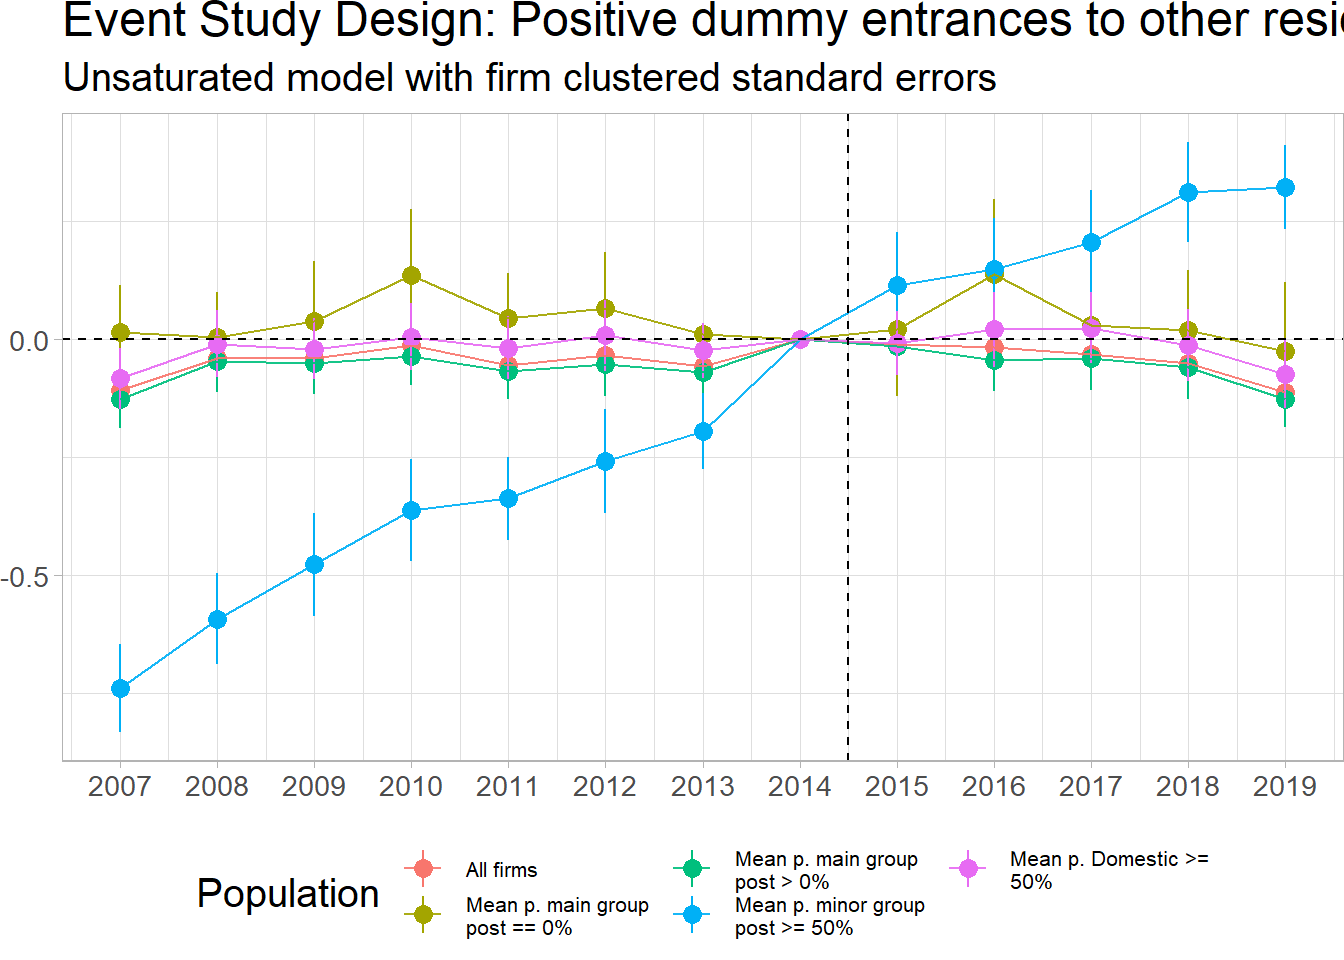 Event Study Design: Positive dummy entrances to other resid
Unsaturated model with firm clustered standard errors
0.0
-0.5
2007 2008 2009 2010 2011 2012 2013 2014 2015 2016 2017 2018 2019
Population
All firms
Mean p. main group
post == 0%
Mean p. main group
post > 0%
Mean p. minor group
post >= 50%
Mean p. Domestic >=
50%